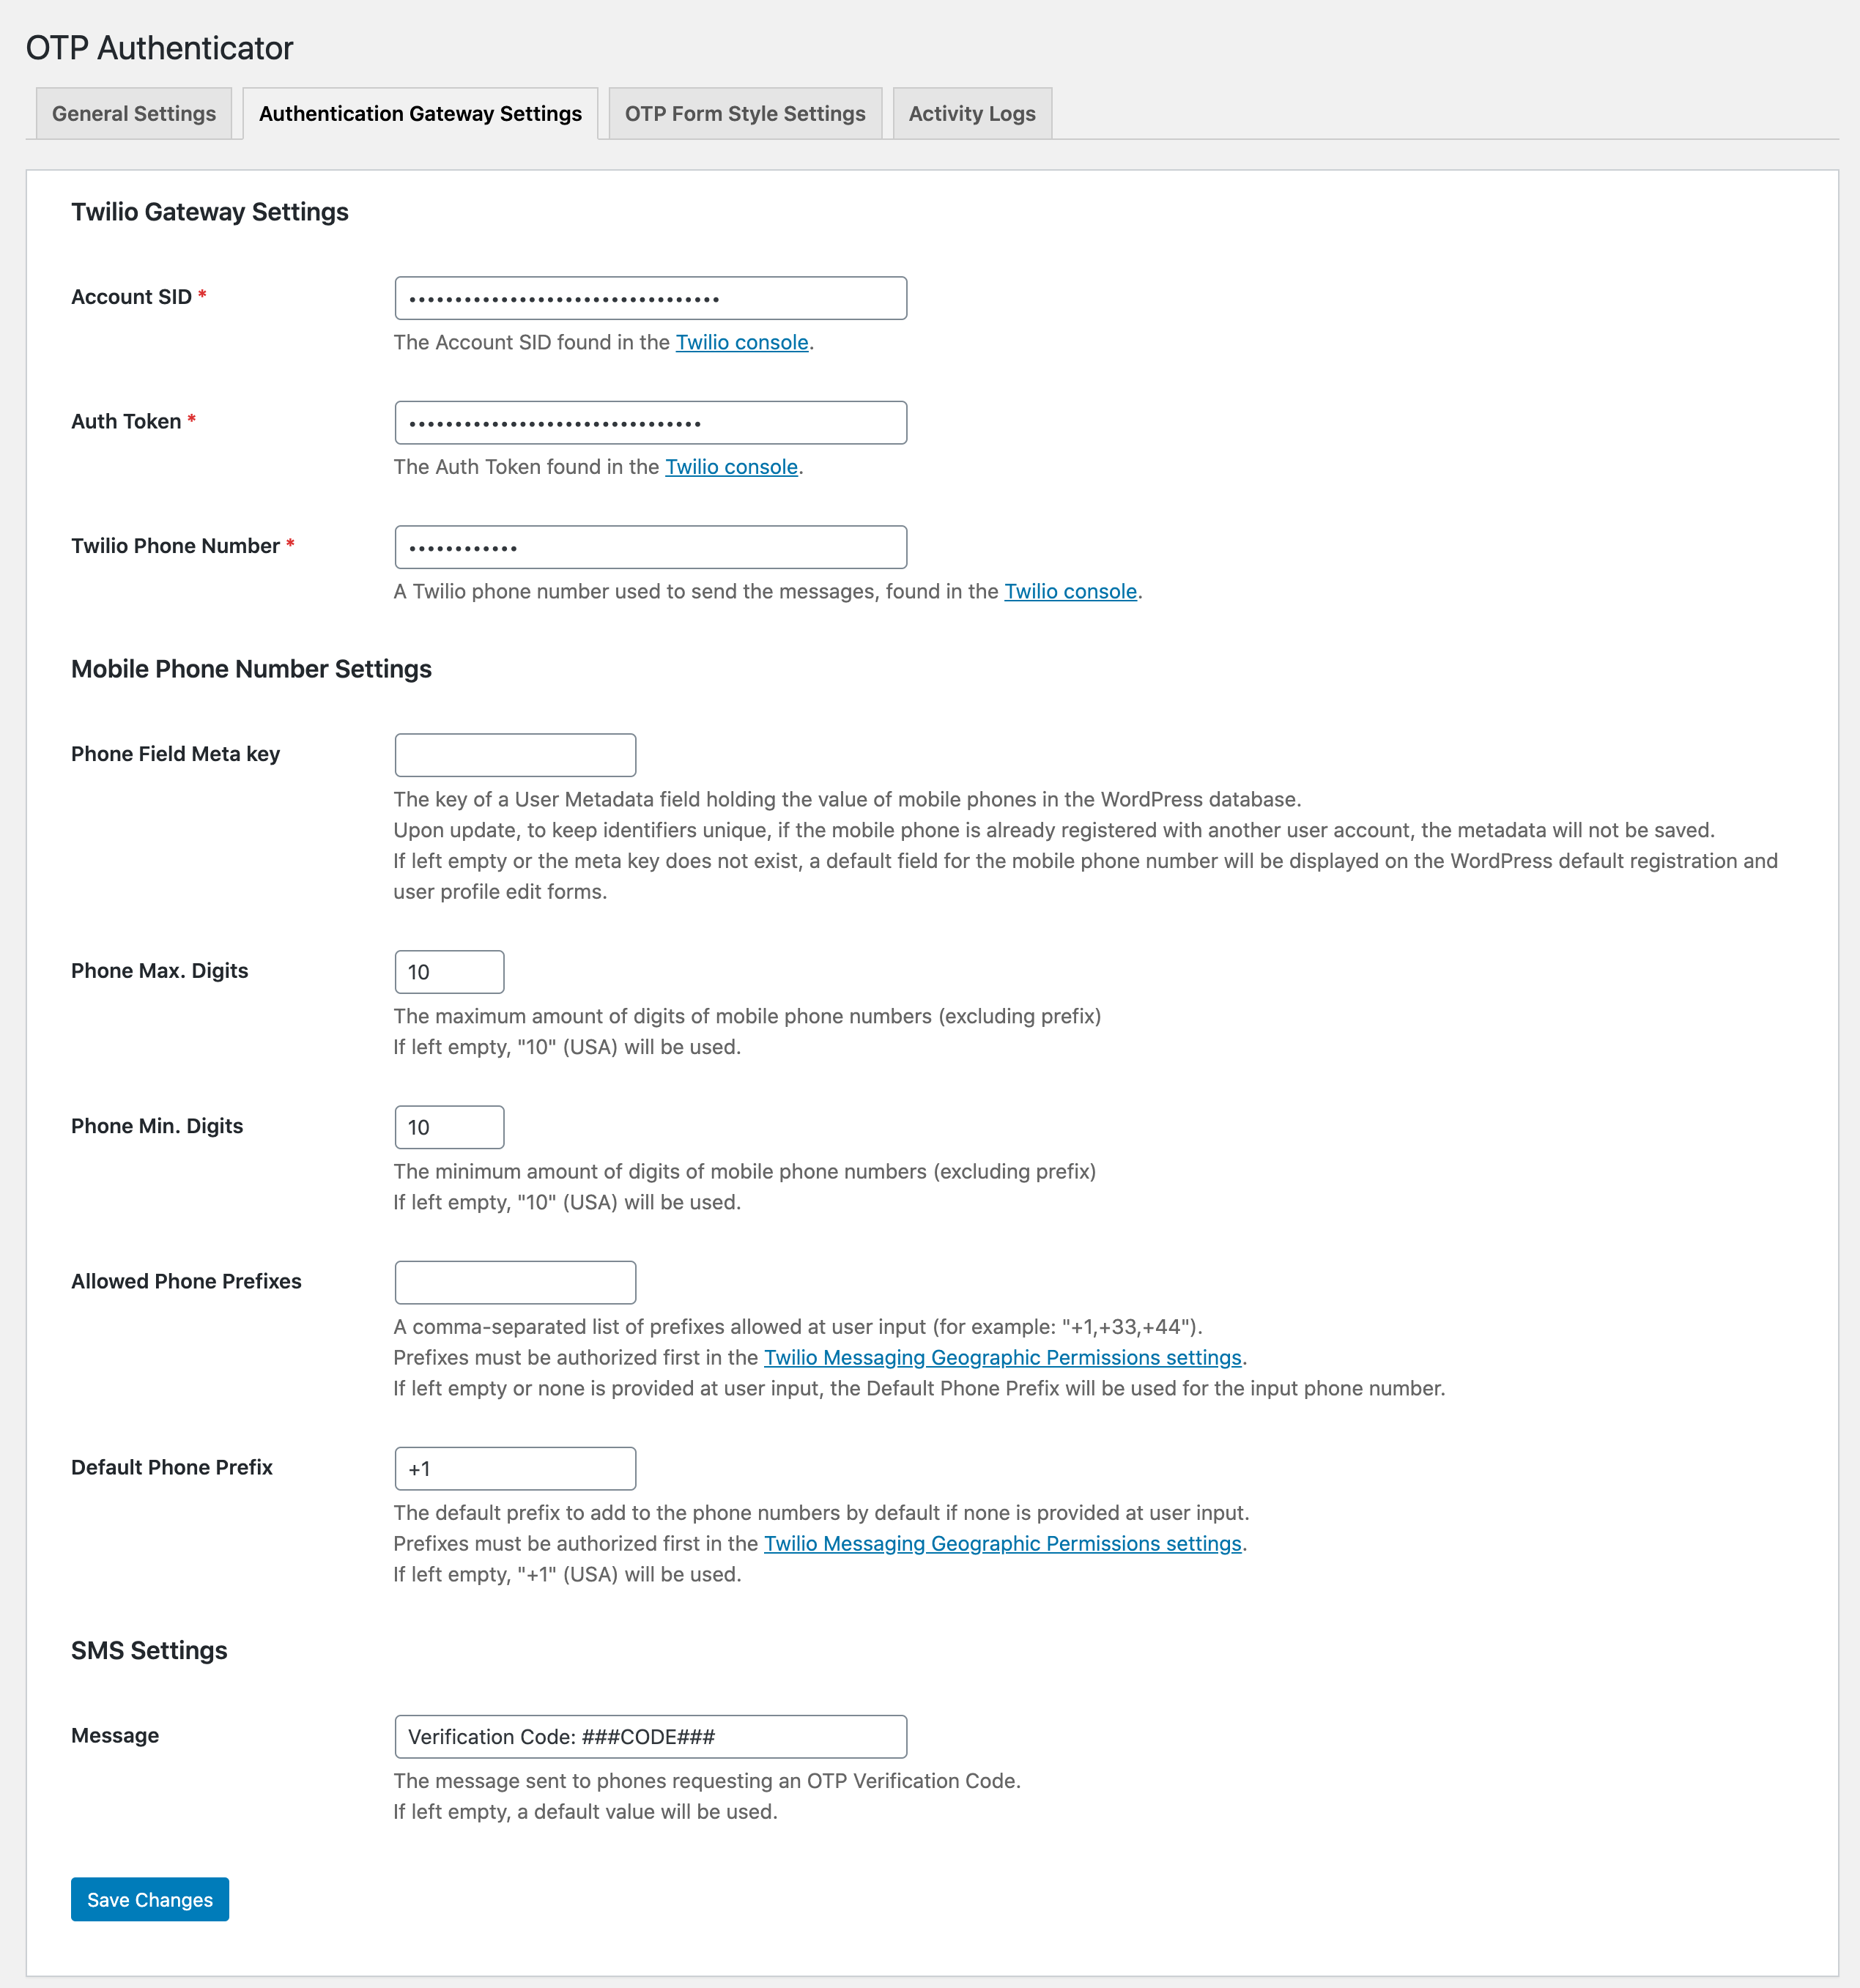 OTP Authenticator
General Settings
Authentication Gateway Settings
OTP Form Style Settings
Activity Logs
Twilio Gateway Settings
Account SID *
••••••••••••••••••••••••••••••••••
The Account SID found in the Twilio console.
Auth Token *
••••••••••••••••••••••••••••••••
The Auth Token found in the Twilio console.
Twilio Phone Number *
••••••••••••
A Twilio phone number used to send the messages, found in the Twilio console.
Mobile Phone Number Settings
Phone Field Meta key
The key of a User Metadata field holding the value of mobile phones in the WordPress database.
Upon update, to keep identifiers unique, if the mobile phone is already registered with another user account, the metadata will not be saved.
If left empty or the meta key does not exist, a default field for the mobile phone number will be displayed on the WordPress default registration and
user profile edit forms.
Phone Max. Digits
10
The maximum amount of digits of mobile phone numbers (excluding prefix)
If left empty, "10" (USA) will be used.
Phone Min. Digits
10
The minimum amount of digits of mobile phone numbers (excluding prefix)
If left empty, "10" (USA) will be used.
Allowed Phone Prefixes
A comma-separated list of prefixes allowed at user input (for example: "+1,+33,+44").
Prefixes must be authorized first in the Twilio Messaging Geographic Permissions settings.
If left empty or none is provided at user input, the Default Phone Prefix will be used for the input phone number.
Default Phone Prefix
+1
The default prefix to add to the phone numbers by default if none is provided at user input.
Prefixes must be authorized first in the Twilio Messaging Geographic Permissions settings.
If left empty, "+1" (USA) will be used.
SMS Settings
Message
Verification Code: ###CODE###
The message sent to phones requesting an OTP Verification Code.
If left empty, a default value will be used.
Save Changes